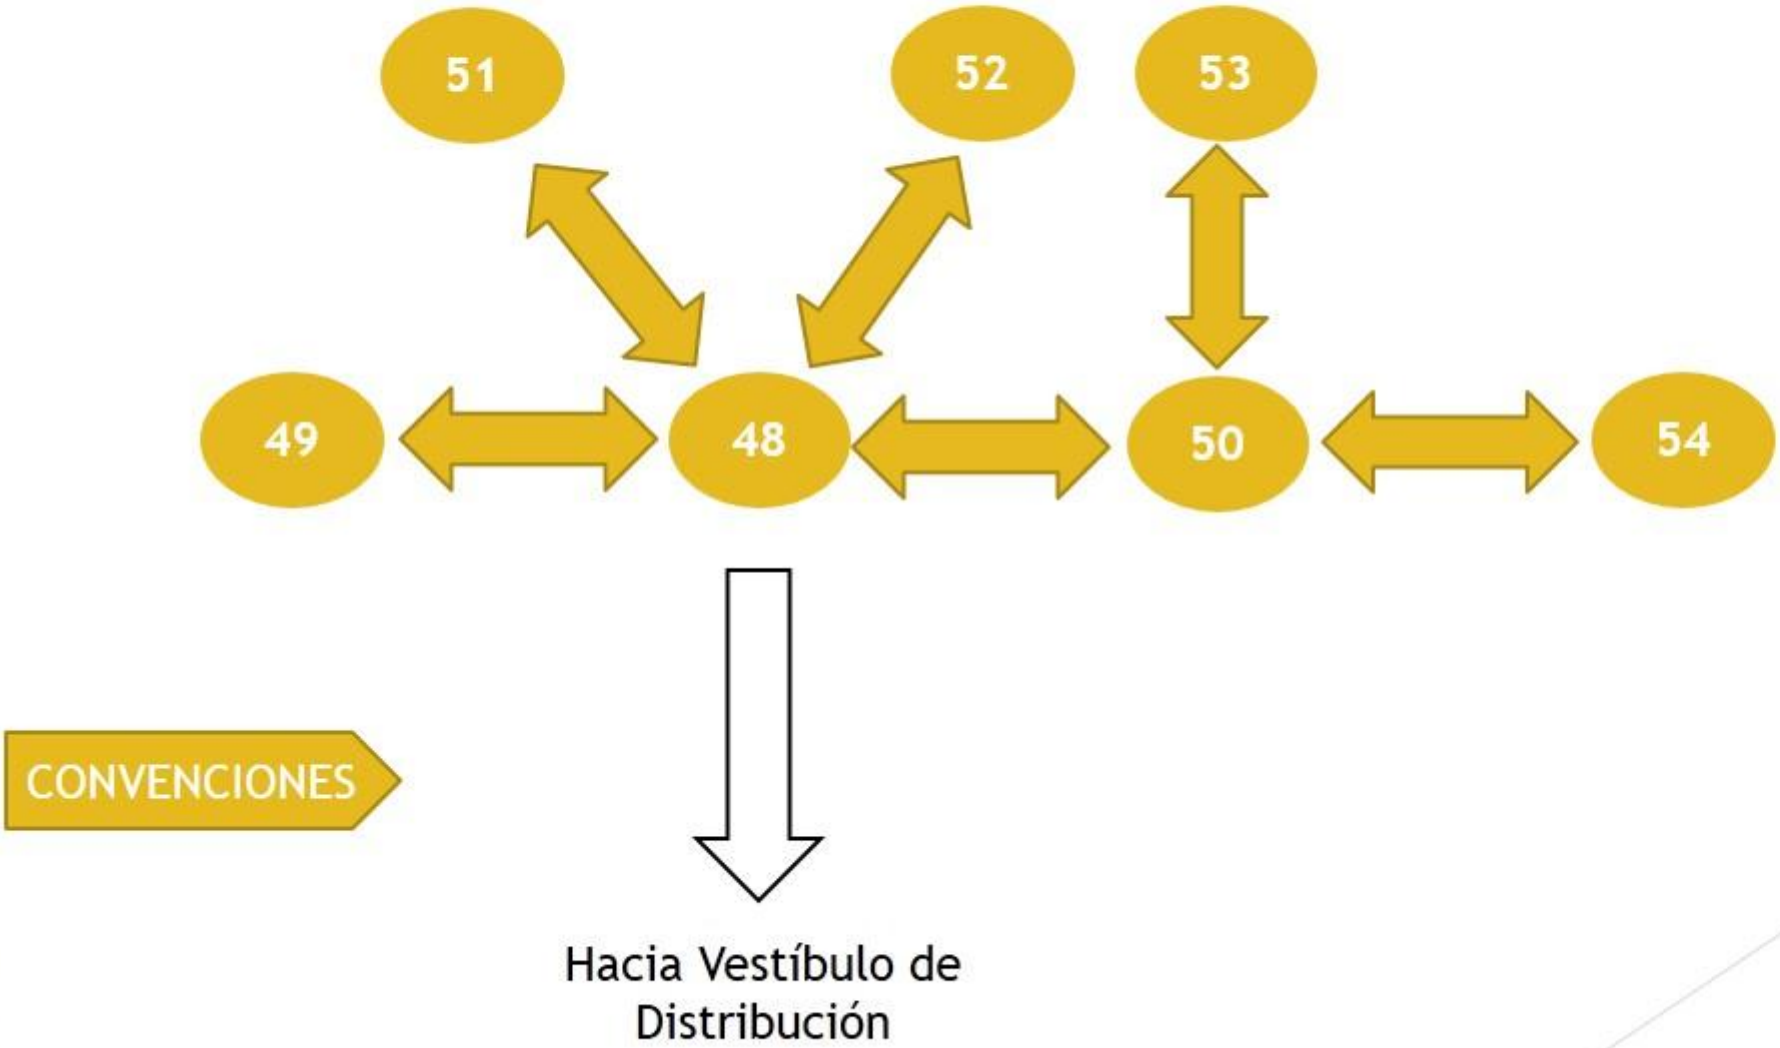 51
52
53
49
48
50
54
CONVENCIONES
Hacia Vestíbulo de
Distribución